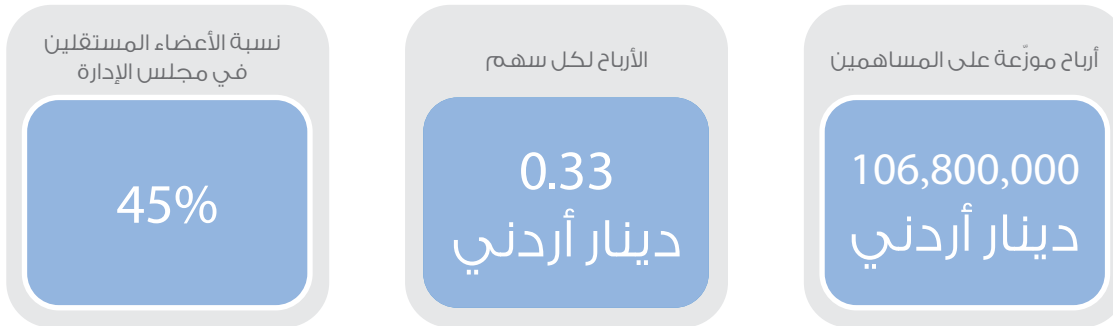 أرباح موزّعة على المساهمين
106,800,000
دينار أردني
الأرباح لكل سهم
0.33
دينار أردني
نسبة الأعضاء المستقلين
في مجلس الإدارة
45%